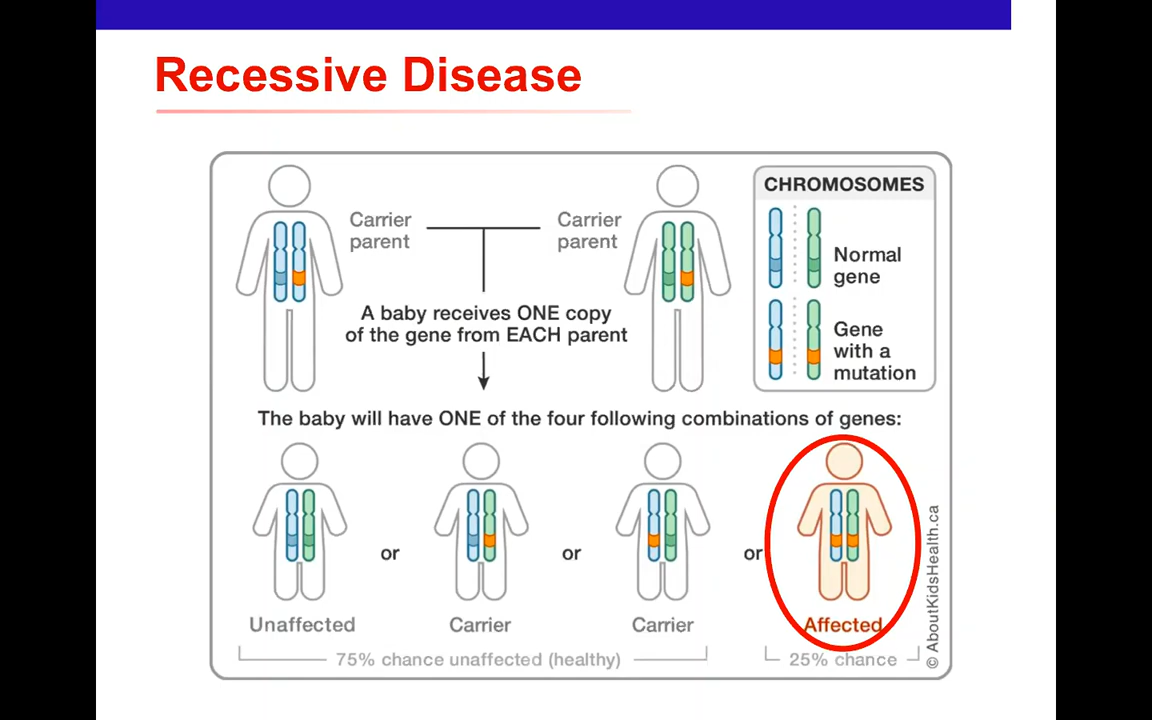 Recessive Disease
Carrier
parent
Carrier
parent
CHROMOSOMES
Normal
gene
Gene
with a
mutation
A baby receives ONE copy
of the gene from EACH parent
The baby will have ONE of the four following combinations of genes:
or
or
or
Unaffected
Carrier
Carrier
Affected
75% chance unaffected (healthy)
25% chance
© AboutKidsHealth.ca